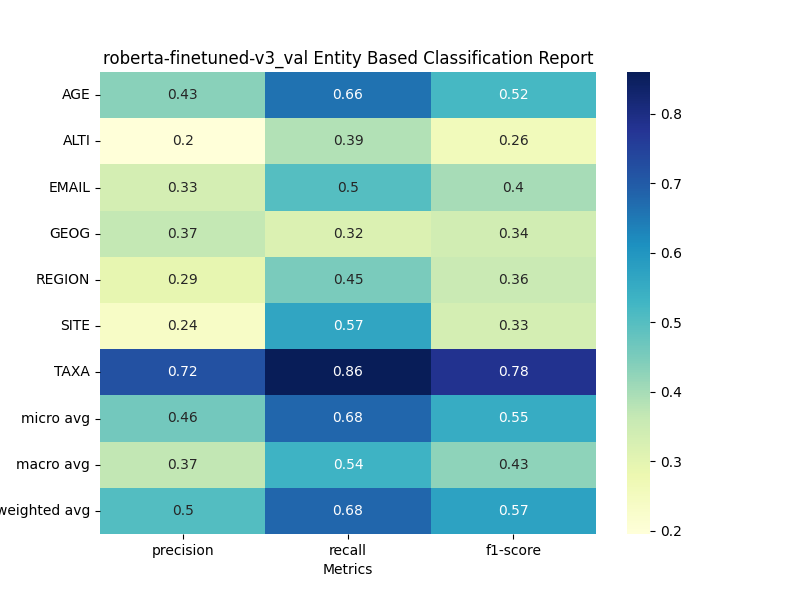 roberta-finetuned-v3_val Entity Based Classification Report
AGE 0.43 0.66 0.52
ALTI 0.2 0.39 0.26
EMAIL 0.33 0.5 0.4
GEOG 0.37 0.32 0.34
REGION 0.29 0.45 0.36
SITE 0.24 0.57 0.33
TAXA 0.72 0.86 0.78
micro avg 0.46 0.68 0.55
macro avg 0.37 0.54 0.43
weighted avg 0.5 0.68 0.57
precision recall f1-score
Metrics
0.8
0.7
0.6
0.5
0.4
0.3
0.2